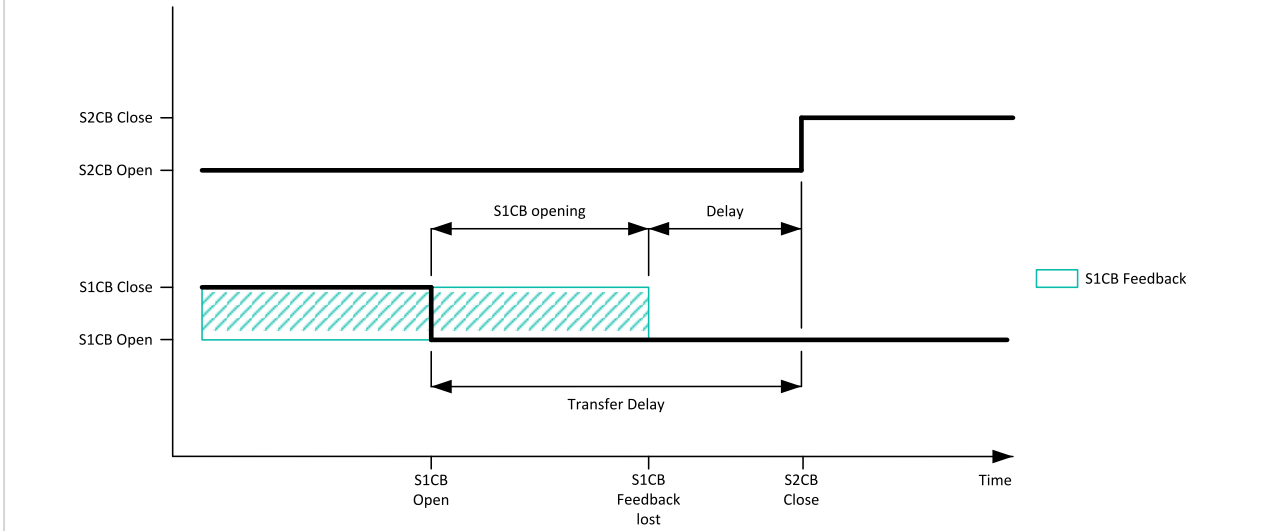 S2CB Close
S2CB Open
S1CB opening
Delay
S1CB Close
S1CB Feedback
S1CB Open
Transfer Delay
S1CB
Open
S1CB
Feedback
lost
S2CB
Close
Time